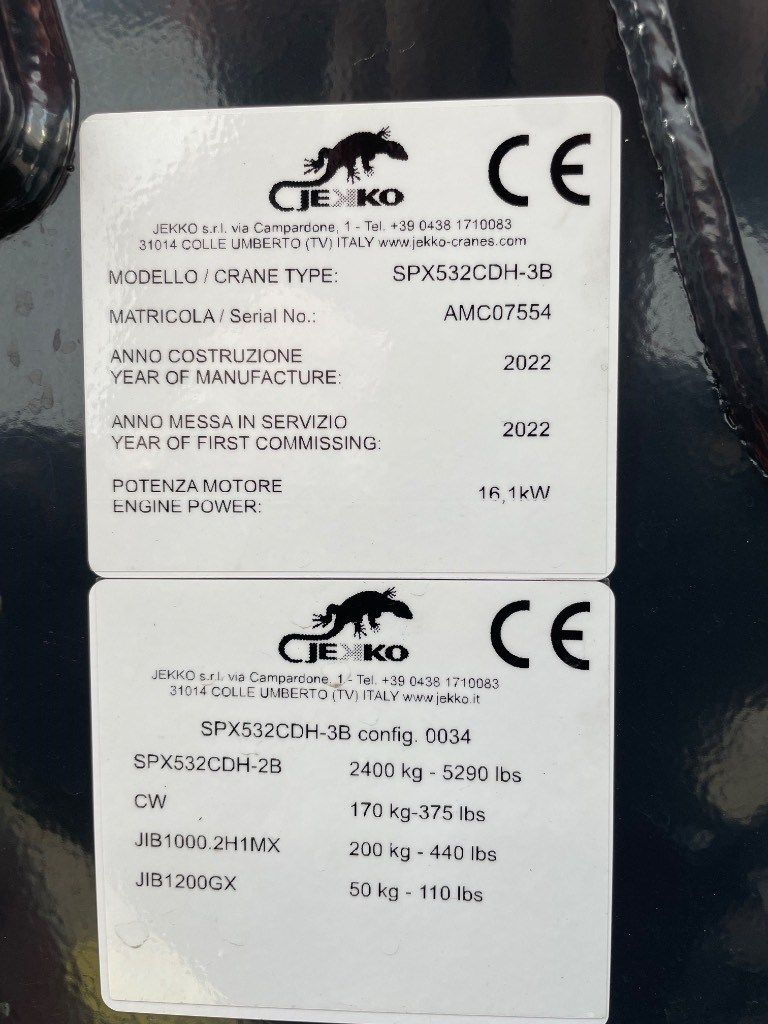 JEKKO
CE
JEKKO s.r.l. via Campardone, 1 - Tel. +39 0438 1710083
31014 COLLE UMBERTO (TV) ITALY www.jekko-cranes.com
MODELLO / CRANE TYPE: SPX532CDH-3B
MATRICOLA / Serial No.: AMC07554
ANNO COSTRUZIONE
YEAR OF MANUFACTURE: 2022
ANNO MESSA IN SERVIZIO
YEAR OF FIRST COMMISSING: 2022
POTENZA MOTORE
ENGINE POWER: 16,1kW
JEKKO
CE
JEKKO s.r.l. via Campardone, 1 - Tel. +39 0438 1710083
31014 COLLE UMBERTO (TV) ITALY www.jekko.it
SPX532CDH-3B config. 0034
SPX532CDH-2B 2400 kg - 5290 lbs
CW 170 kg-375 lbs
JIB1000.2H1MX 200 kg - 440 lbs
JIB1200GX 50 kg - 110 lbs